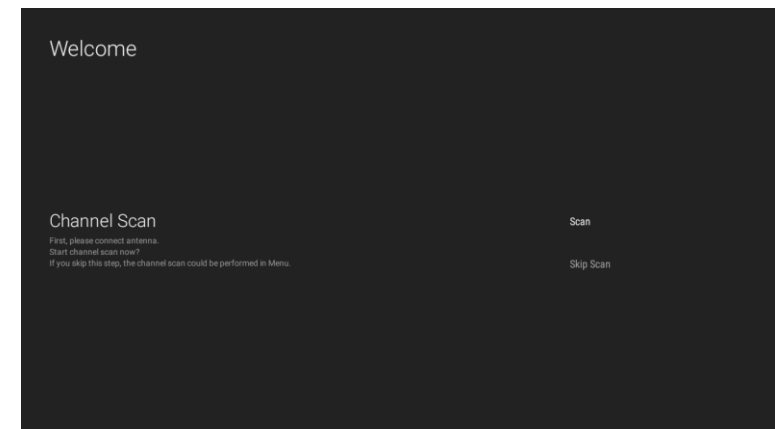 Welcome
Channel Scan
First, please connect antenna.
Start channel scan now?
If you skip this step, the channel scan could be performed in Menu.
Scan
Skip Scan